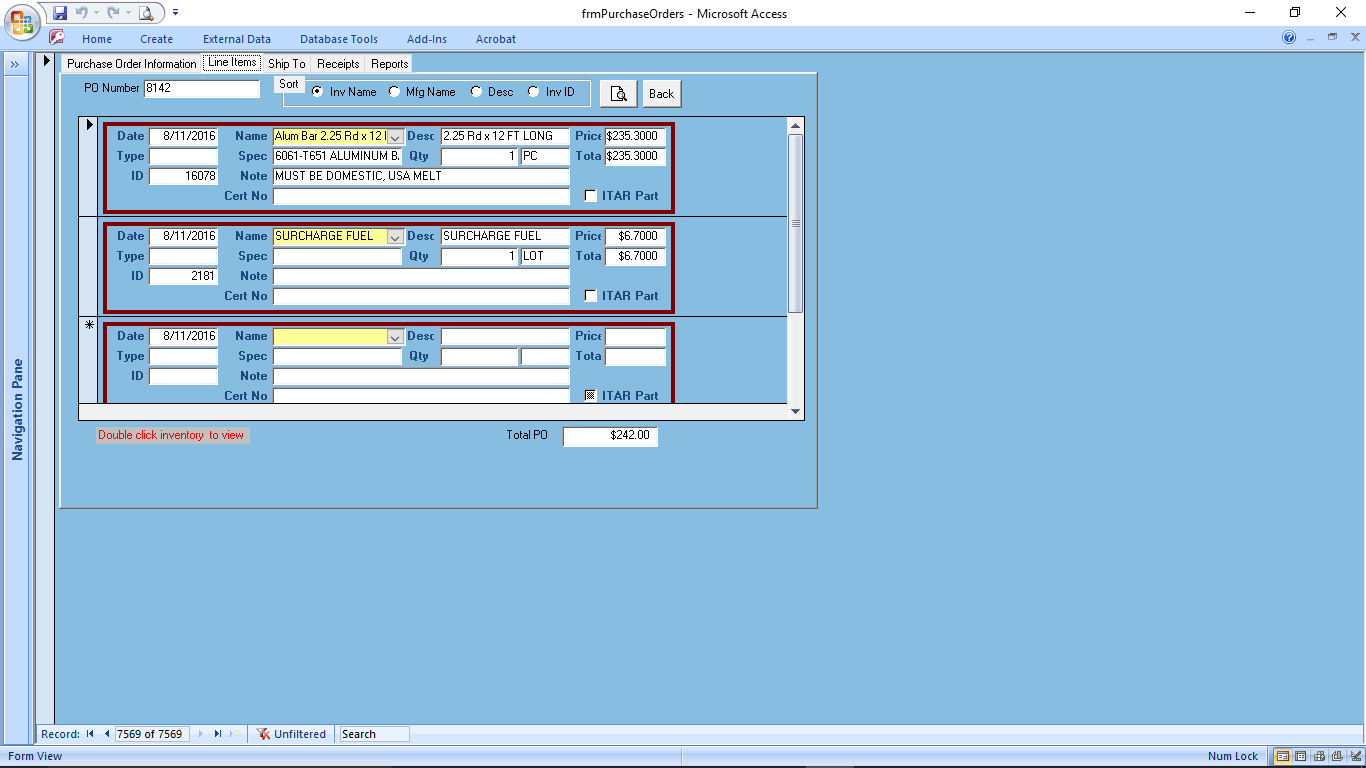 frmPurchaseOrders - Microsoft Access
Home Create External Data Database Tools Add-Ins Acrobat
Purchase Order Information Line Items Ship To Receipts Reports
PO Number 8142 Sort Inv Name Mfg Name Desc Inv ID Back
Date 8/11/2016 Name Alum Bar 2.25 Rd x 12 Desc 2.25 Rd x 12 FT LONG Price $235.3000
Type Spec 6061-T651 ALUMINUM B. Qty 1 PC Tota $235.3000
ID 16078 Note MUST BE DOMESTIC, USA MELT
Cert No ITAR Part
Date 8/11/2016 Name SURCHARGE FUEL Desc SURCHARGE FUEL Price $6.7000
Type Spec Qty 1 LOT Tota $6.7000
ID 2181 Note
Cert No ITAR Part
Date 8/11/2016 Name Desc Price
Type Spec Qty Tota
ID Note
Cert No ITAR Part
Double click inventory to view Total PO $242.00
Navigation Pane
Record: 7569 of 7569 Unfiltered Search
Form View Num Lock